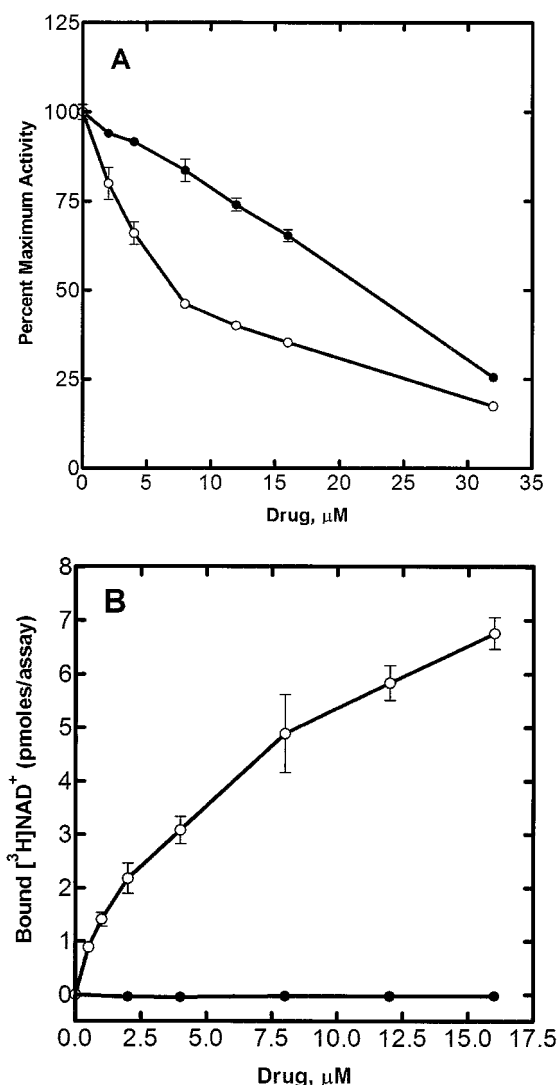 A
Percent Maximum Activity
125
100
75
50
25
0
0 5 10 15 20 25 30 35
Drug, μM
B
Bound [³H]NAD⁺ (pmoles/assay)
8
7
6
5
4
3
2
1
0
0.0 2.5 5.0 7.5 10.0 12.5 15.0 17.5
Drug, μM